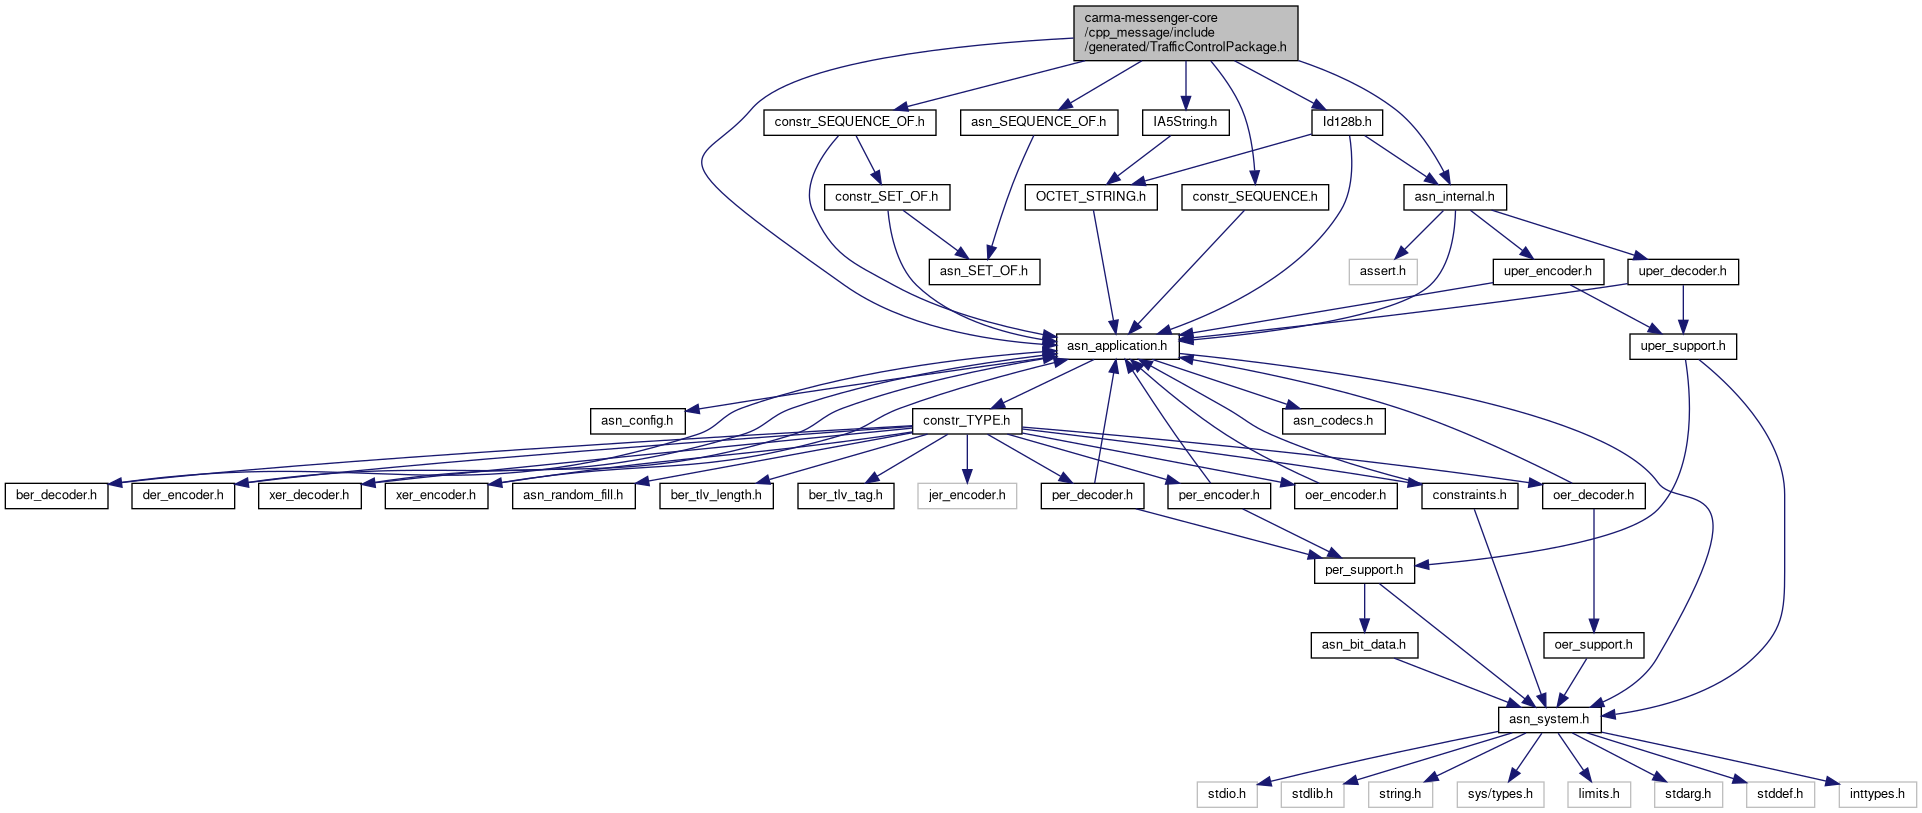 carma-messenger-core
/cpp_message/include
/generated/TrafficControlPackage.h
constr_SEQUENCE_OF.h
asn_SEQUENCE_OF.h
IA5String.h
Id128b.h
constr_SET_OF.h
OCTET_STRING.h
constr_SEQUENCE.h
asn_internal.h
asn_SET_OF.h
assert.h
uper_encoder.h
uper_decoder.h
asn_application.h
uper_support.h
asn_config.h
constr_TYPE.h
asn_codecs.h
ber_decoder.h
der_encoder.h
xer_decoder.h
xer_encoder.h
asn_random_fill.h
ber_tlv_length.h
ber_tlv_tag.h
jer_encoder.h
per_decoder.h
per_encoder.h
oer_encoder.h
constraints.h
oer_decoder.h
per_support.h
asn_bit_data.h
oer_support.h
asn_system.h
stdio.h
stdlib.h
string.h
sys/types.h
limits.h
stdarg.h
stddef.h
inttypes.h